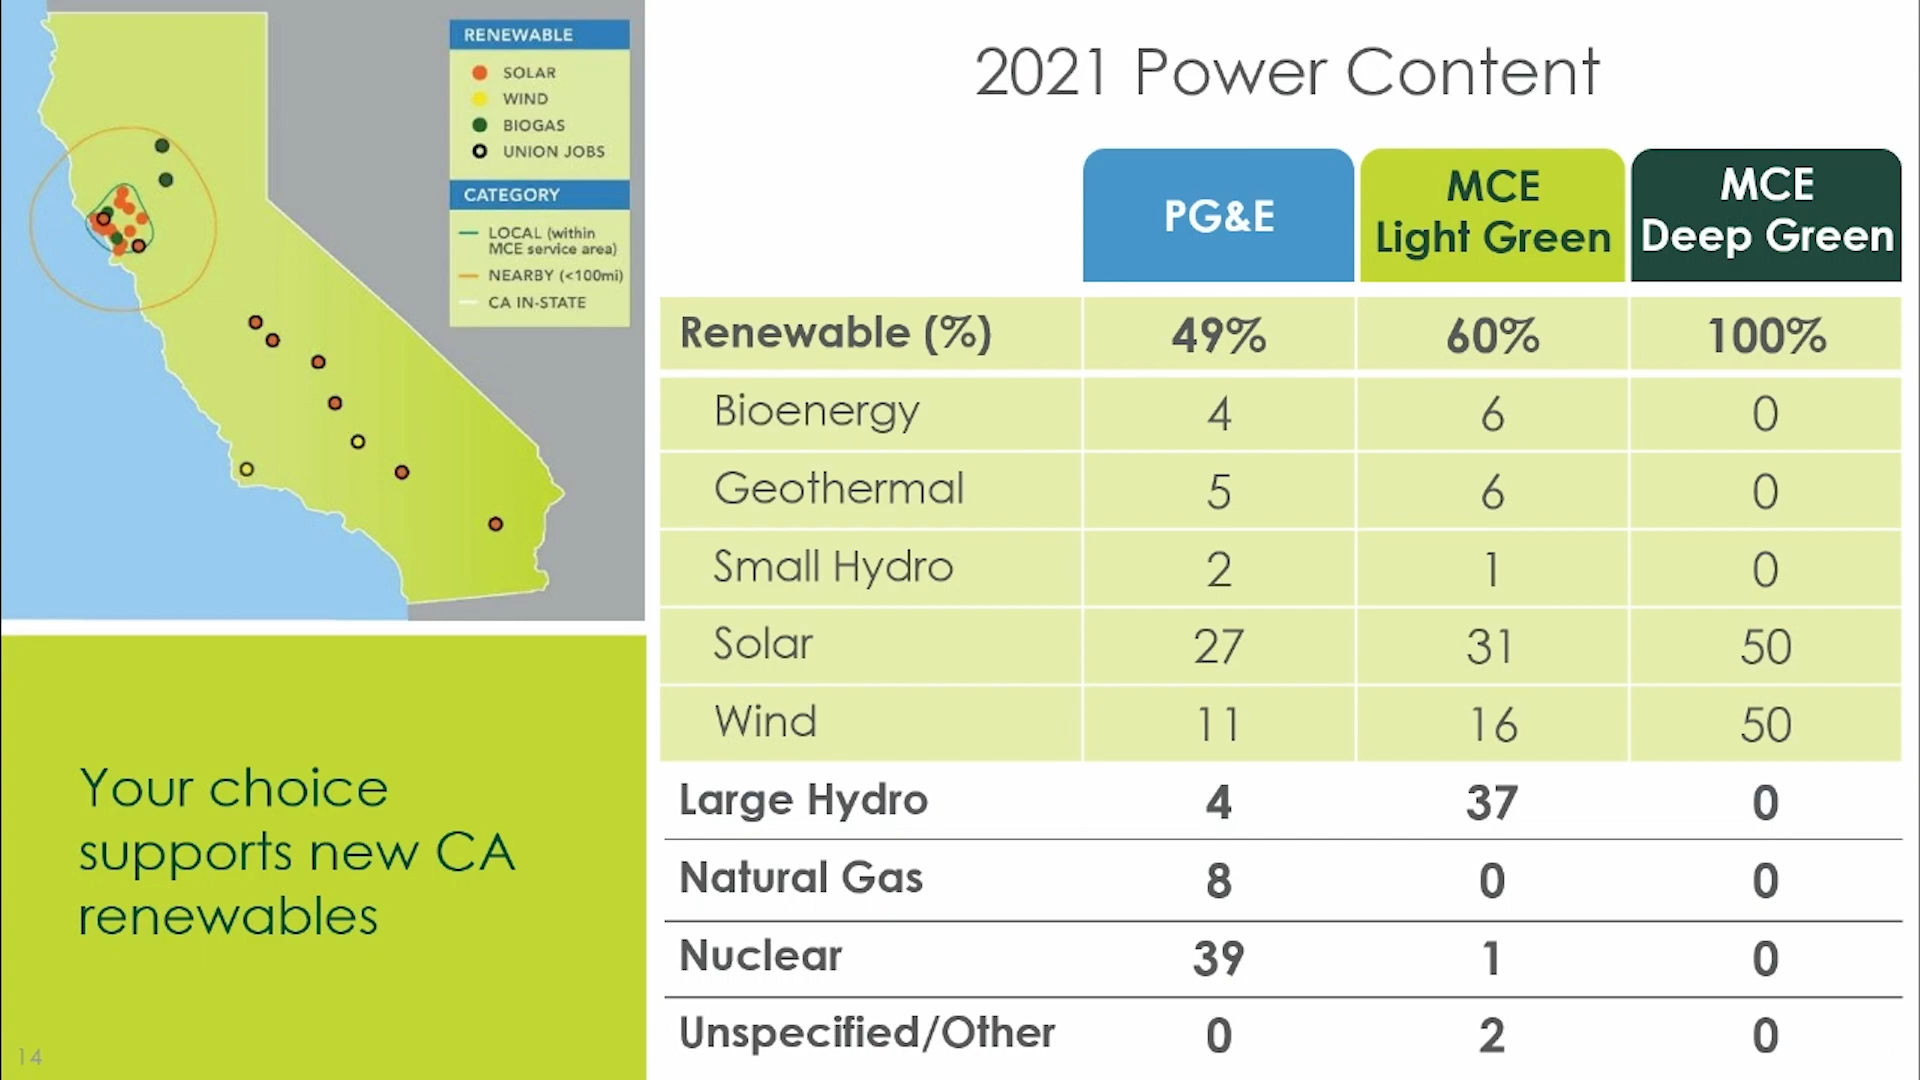 RENEWABLE
SOLAR
WIND
BIOGAS
UNION JOBS
CATEGORY
LOCAL (within
MCE service area)
NEARBY (<100mi)
CA IN-STATE
Your choice
supports new CA
renewables
14
2021 Power Content
PG&E
MCE
Light Green
MCE
Deep Green
Renewable (%) 49% 60% 100%
Bioenergy 4 6 0
Geothermal 5 6 0
Small Hydro 2 1 0
Solar 27 31 50
Wind 11 16 50
Large Hydro 4 37 0
Natural Gas 8 0 0
Nuclear 39 1 0
Unspecified/Other 0 2 0